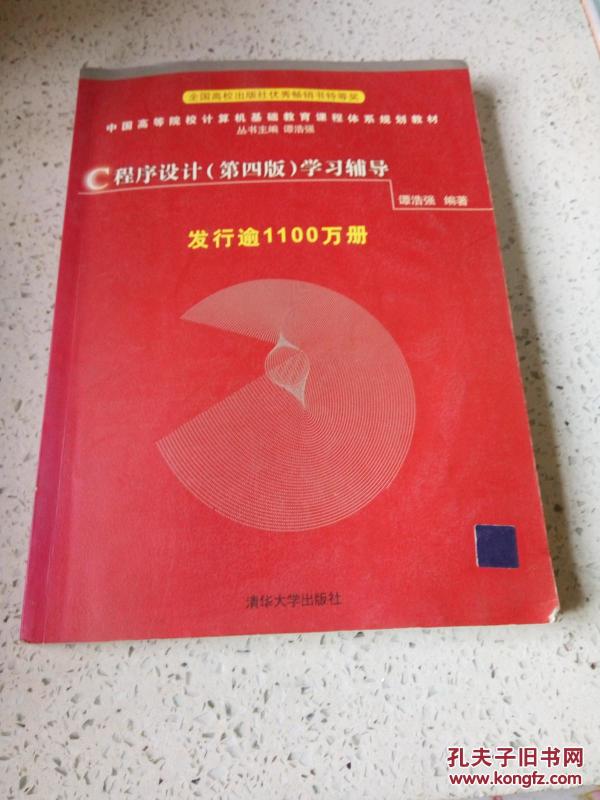 全国高校出版社优秀畅销书特等奖
中国高等院校计算机基础教育课程体系规划教材
丛书主编 谭浩强
C程序设计(第四版)学习辅导
谭浩强 编著
发行逾1100万册
清华大学出版社
孔夫子旧书网
www.kongfz.com